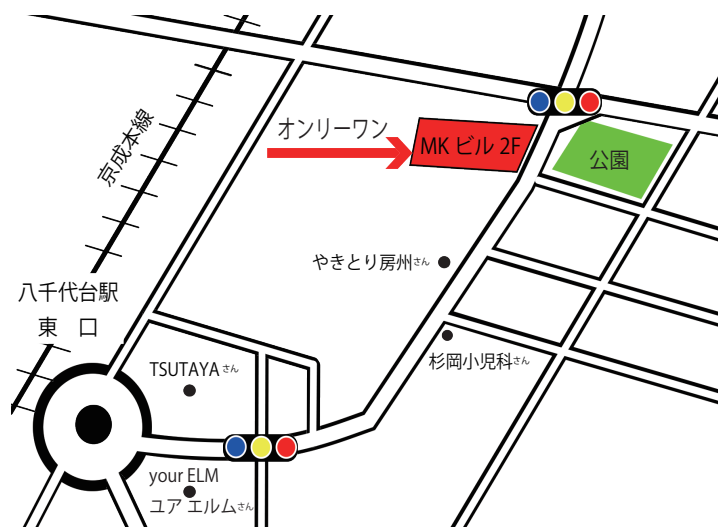 オンリーワン
MK ビル 2F
公園
京成本線
やきとり房州さん
八千代台駅
東 口
杉岡小児科さん
TSUTAYAさん
your ELM
ユア エルムさん